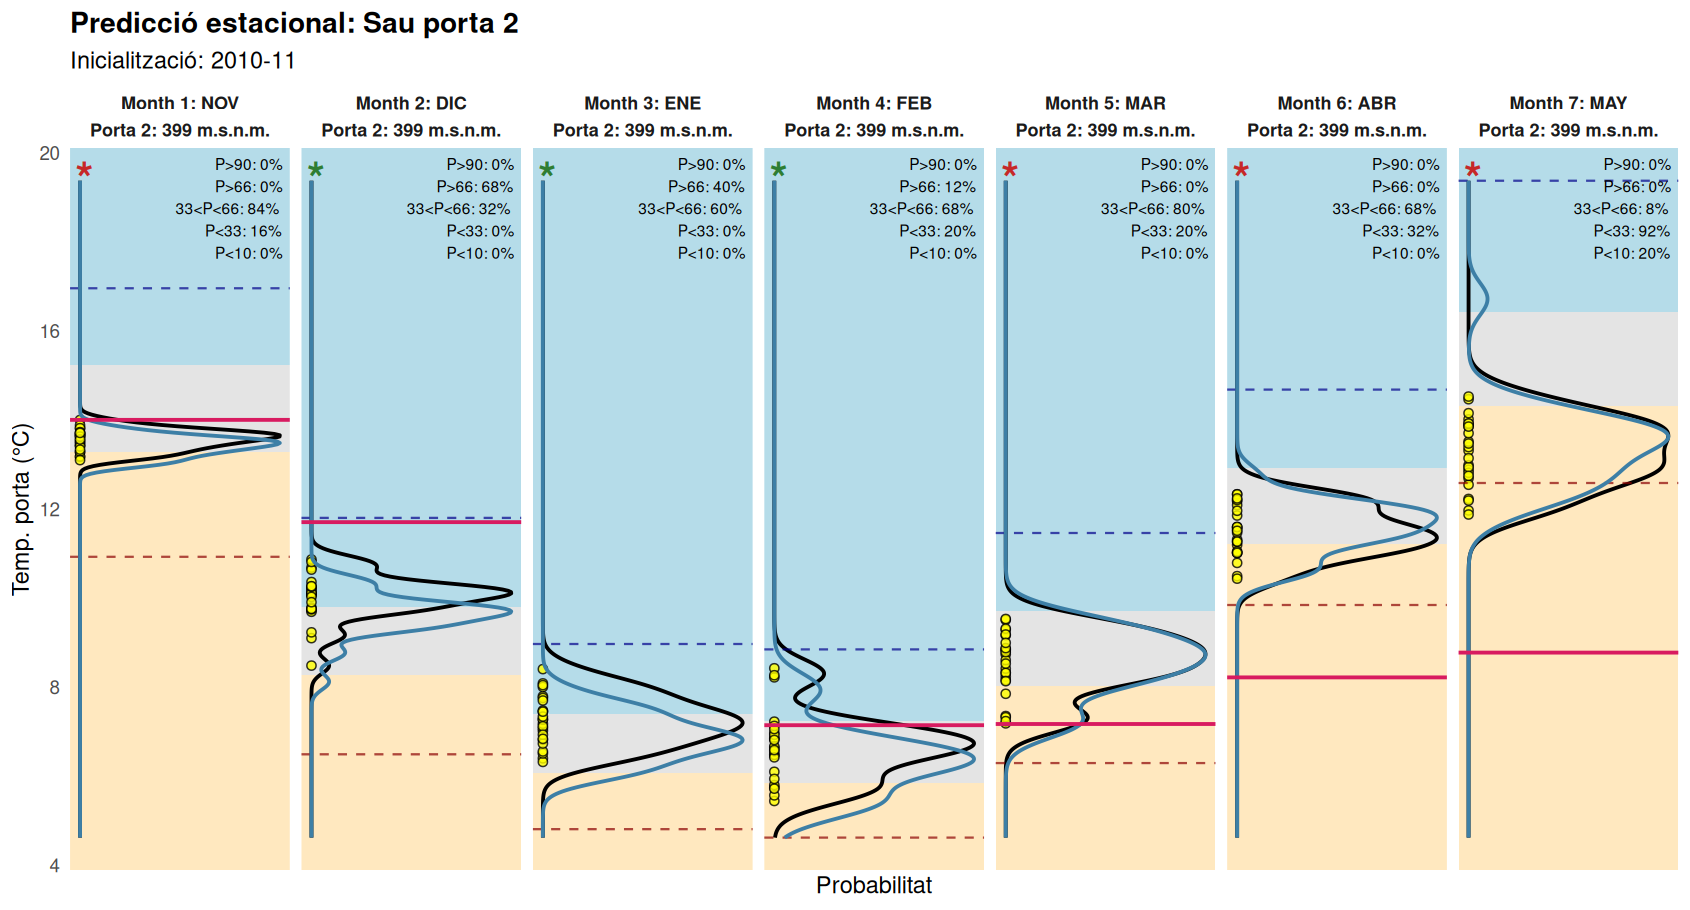 Predicció estacional: Sau porta 2
Inicialització: 2010-11
Month 1: NOV
Porta 2: 399 m.s.n.m.
Month 2: DIC
Porta 2: 399 m.s.n.m.
Month 3: ENE
Porta 2: 399 m.s.n.m.
Month 4: FEB
Porta 2: 399 m.s.n.m.
Month 5: MAR
Porta 2: 399 m.s.n.m.
Month 6: ABR
Porta 2: 399 m.s.n.m.
Month 7: MAY
Porta 2: 399 m.s.n.m.
Temp. porta (°C)
20
16
12
8
4
*
P>90: 0%
P>66: 0%
33<P<66: 84%
P<33: 16%
P<10: 0%
*
P>90: 0%
P>66: 68%
33<P<66: 32%
P<33: 0%
P<10: 0%
*
P>90: 0%
P>66: 40%
33<P<66: 60%
P<33: 0%
P<10: 0%
*
P>90: 0%
P>66: 12%
33<P<66: 68%
P<33: 20%
P<10: 0%
*
P>90: 0%
P>66: 0%
33<P<66: 80%
P<33: 20%
P<10: 0%
*
P>90: 0%
P>66: 0%
33<P<66: 68%
P<33: 32%
P<10: 0%
*
P>90: 0%
P>66: 0%
33<P<66: 8%
P<33: 92%
P<10: 20%
Probabilitat